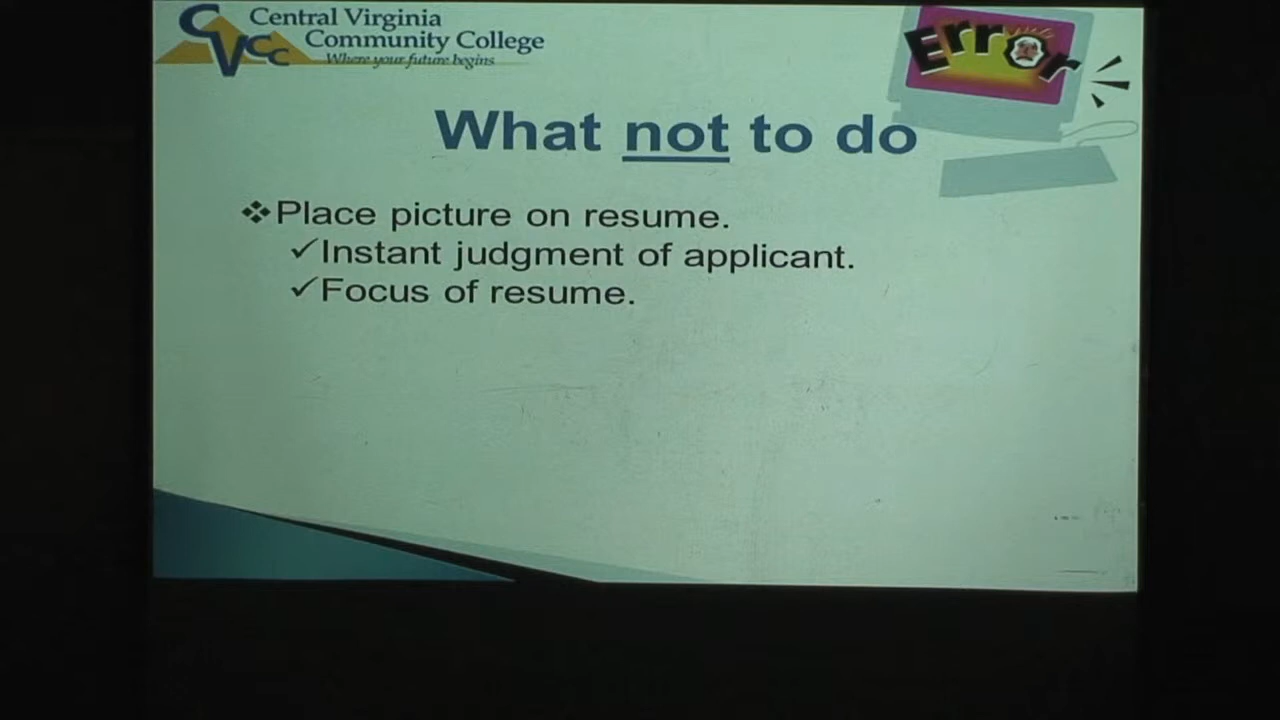 CVCC
Central Virginia
Community College
Where your future begins
Error
What not to do
❖Place picture on resume.
✓Instant judgment of applicant.
✓Focus of resume.